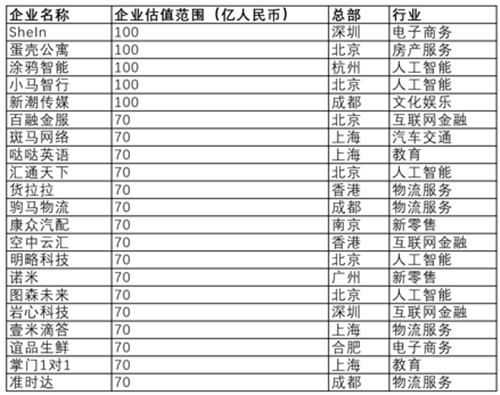 企业名称 企业估值范围（亿人民币） 总部 行业
SheIn 100 深圳 电子商务
蛋壳公寓 100 北京 房产服务
涂鸦智能 100 杭州 人工智能
小马智行 100 北京 人工智能
新潮传媒 100 成都 文化娱乐
百融金服 70 北京 互联网金融
斑马网络 70 上海 汽车交通
哒哒英语 70 上海 教育
汇通天下 70 北京 人工智能
货拉拉 70 香港 物流服务
驹马物流 70 成都 物流服务
康众汽配 70 南京 新零售
空中云汇 70 香港 互联网金融
明略科技 70 北京 人工智能
诺米 70 广州 新零售
图森未来 70 北京 人工智能
岩心科技 70 深圳 互联网金融
壹米滴答 70 上海 物流服务
谊品生鲜 70 合肥 电子商务
掌门1对1 70 上海 教育
准时达 70 成都 物流服务